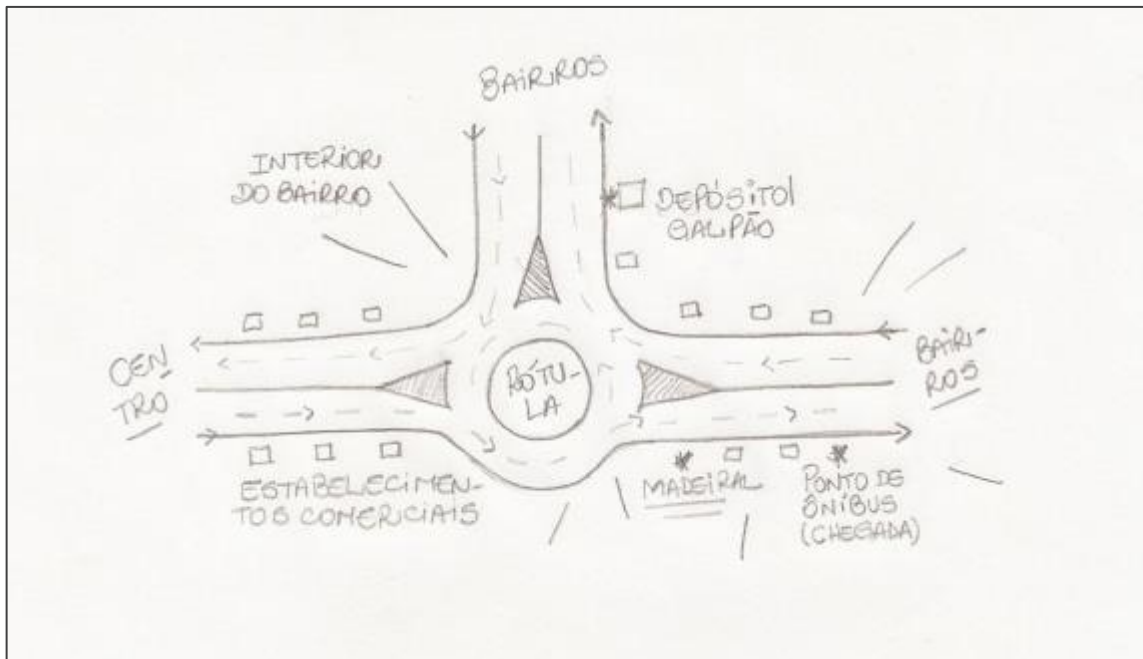 BAIRROS
INTERIOR
DO BAIRRO
DEPÓSITO/
GALPÃO
CEN
TRO
RÓTU-
LA
BAIR-
ROS
ESTABELECIMEN-
TOS COMERCIAIS
MADEIRAL
PONTO DE
ÔNIBUS
(CHEGADA)